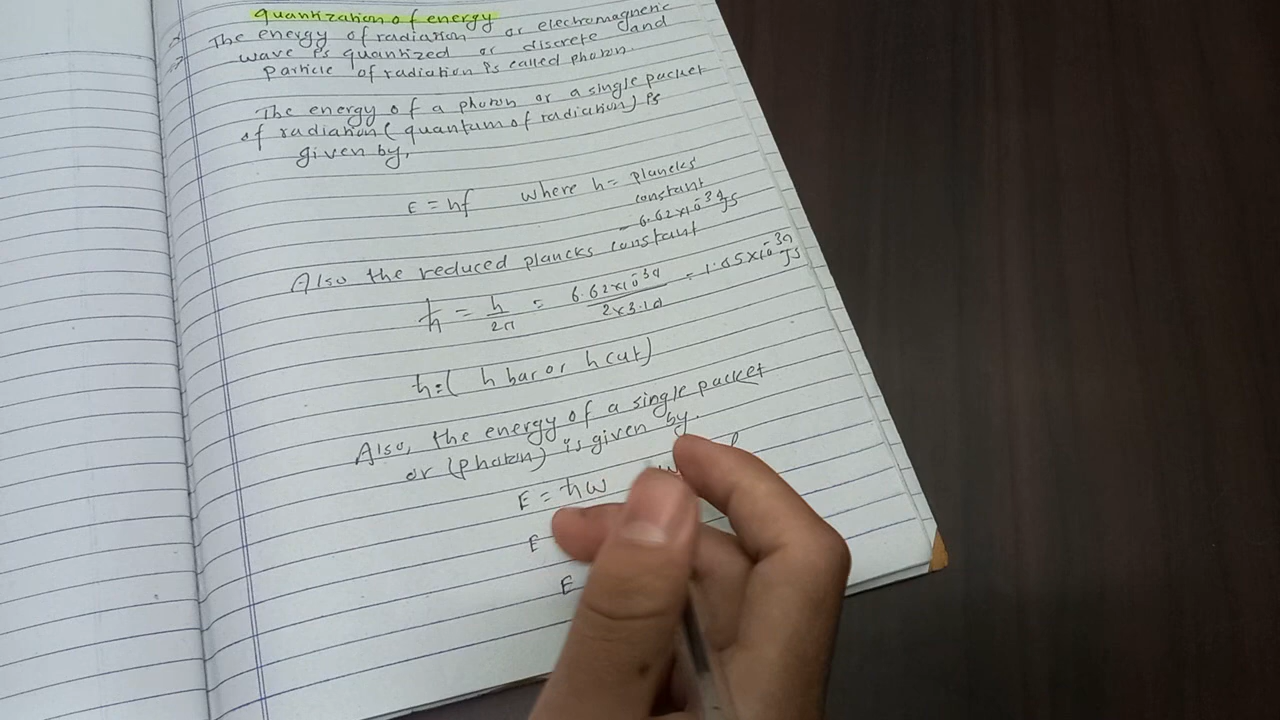 quantization of energy
The energy of radiation or electromagnetic
wave is quantized or discrete and
particle of radiation is called photon.
The energy of a photon or a single packet
of radiation (quantum of radiation) is
given by,
E = hf where h = plancks
constant
= 6.62×10⁻³⁴ JS
Also the reduced plancks constant
ħ = h/2π = 6.62×10⁻³⁴/2×3.14 = 1.05×10⁻³⁴ JS
ħ = ( h bar or h cut)
Also, the energy of a single packet
or (photon) is given by.
E = ħω
E
E